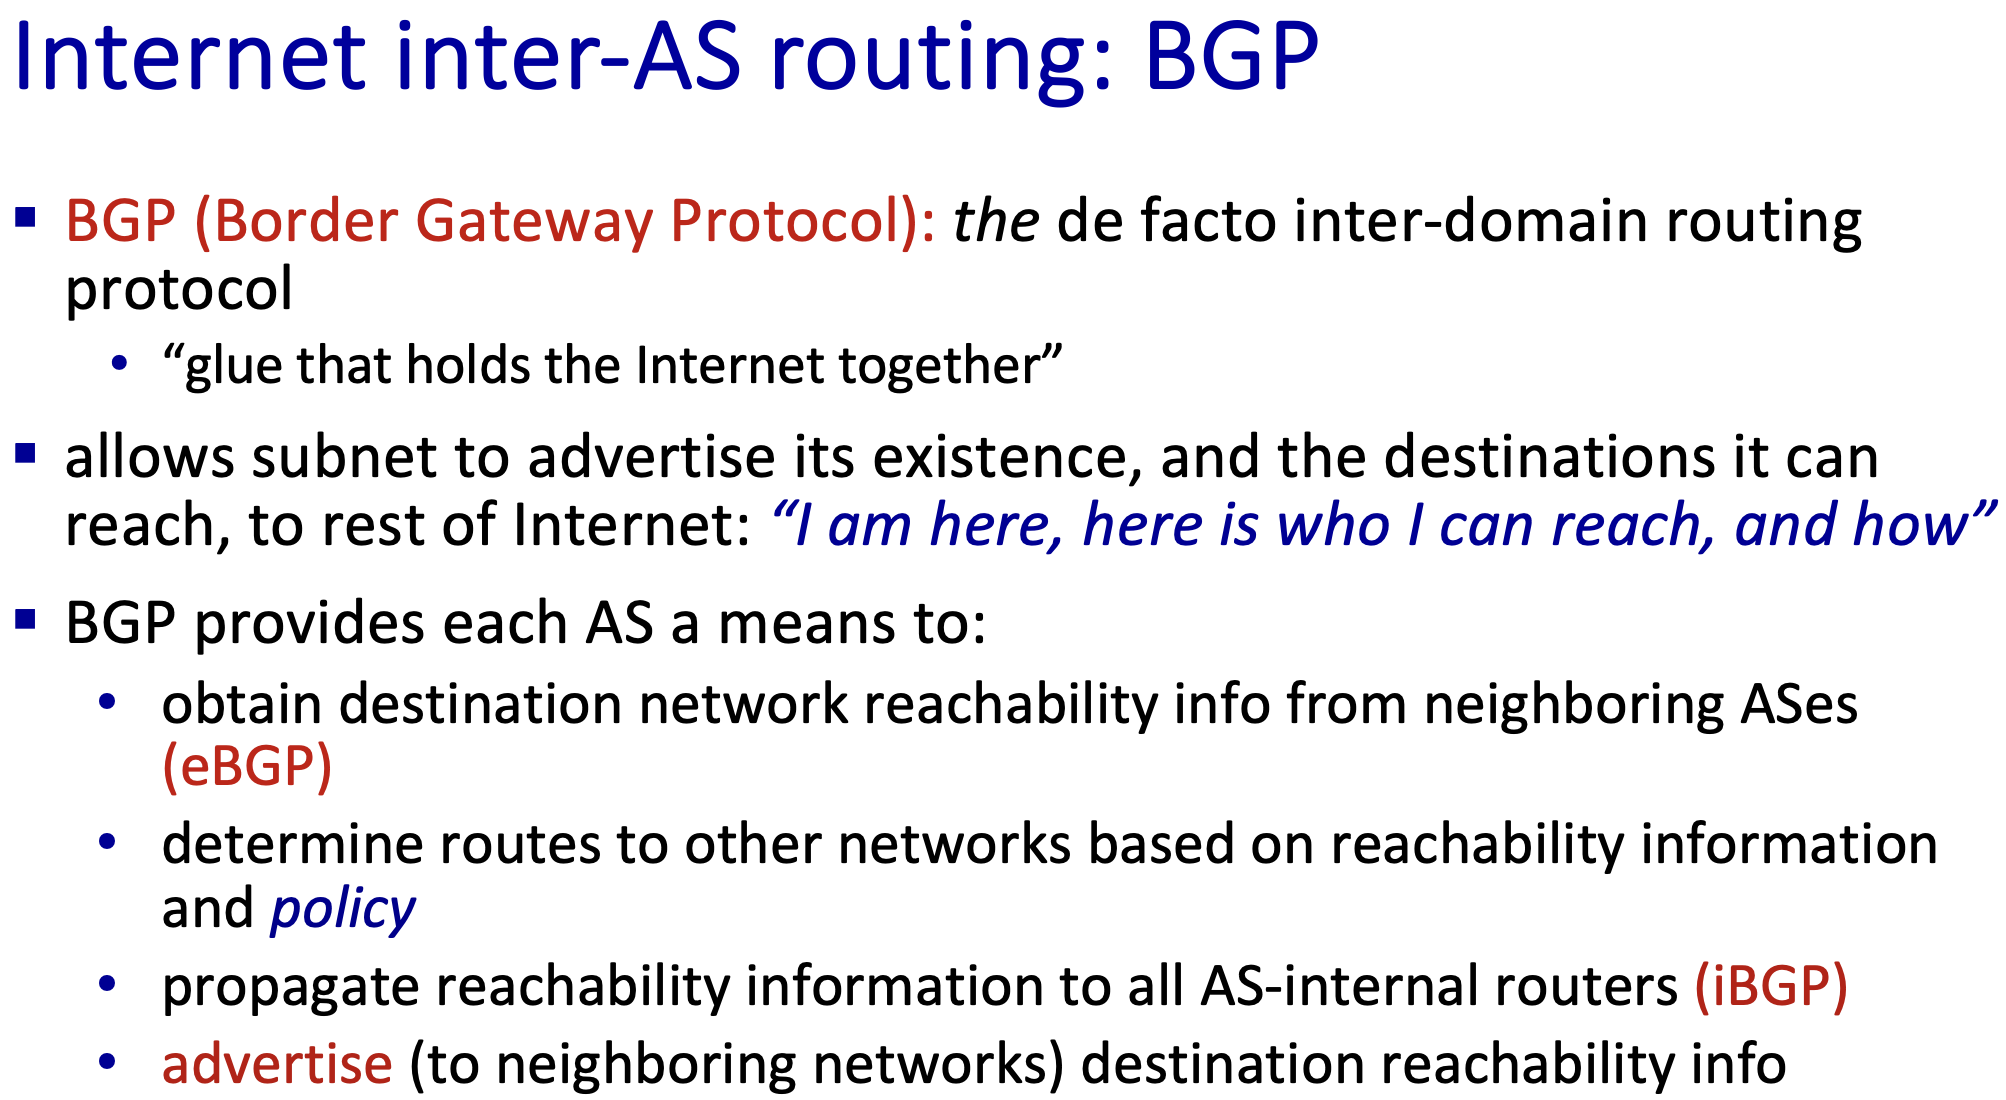 Internet inter-AS routing: BGP
▪ BGP (Border Gateway Protocol): the de facto inter-domain routing
protocol
• “glue that holds the Internet together”
▪ allows subnet to advertise its existence, and the destinations it can
reach, to rest of Internet: “I am here, here is who I can reach, and how”
▪ BGP provides each AS a means to:
• obtain destination network reachability info from neighboring ASes
(eBGP)
• determine routes to other networks based on reachability information
and policy
• propagate reachability information to all AS-internal routers (iBGP)
• advertise (to neighboring networks) destination reachability info